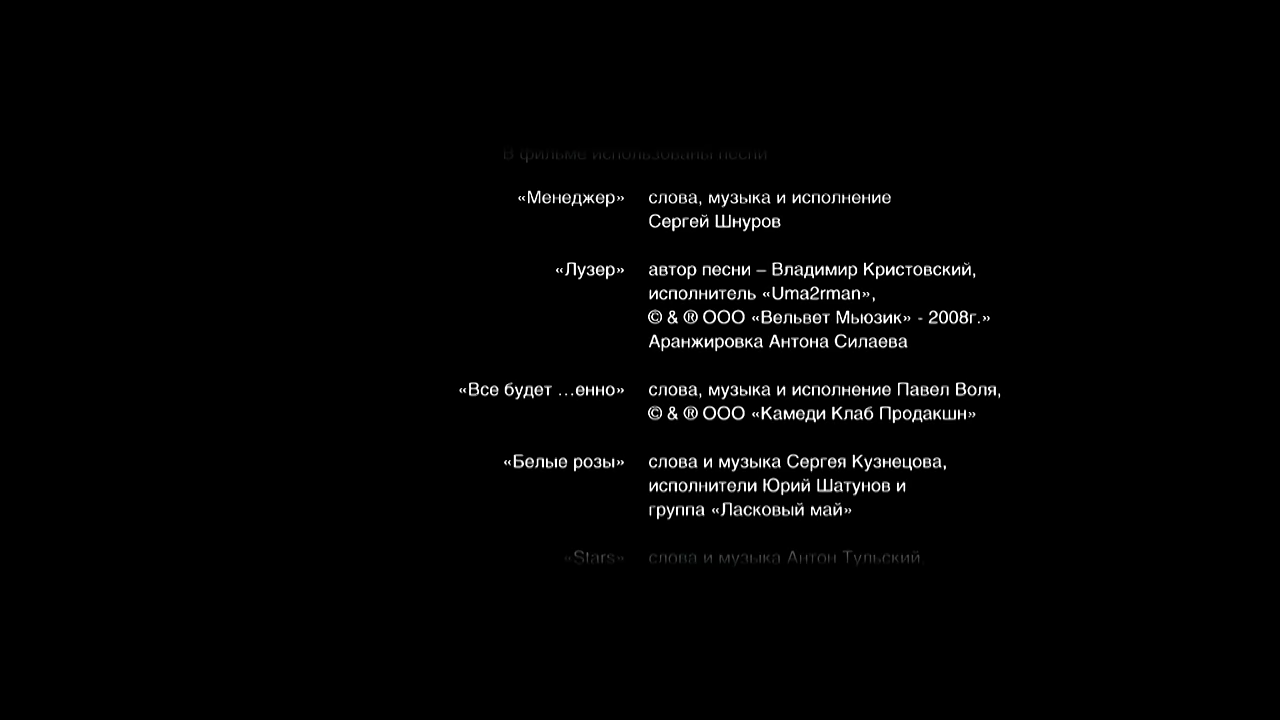 В фильме использованы песни
«Менеджер» слова, музыка и исполнение
Сергей Шнуров
«Лузер» автор песни – Владимир Кристовский,
исполнитель «Uma2rman»,
© & ® ООО «Вельвет Мьюзик» - 2008г.»
Аранжировка Антона Силаева
«Все будет …енно» слова, музыка и исполнение Павел Воля,
© & ® ООО «Камеди Клаб Продакшн»
«Белые розы» слова и музыка Сергея Кузнецова,
исполнители Юрий Шатунов и
группа «Ласковый май»
«Stars» слова и музыка Антон Тульский,